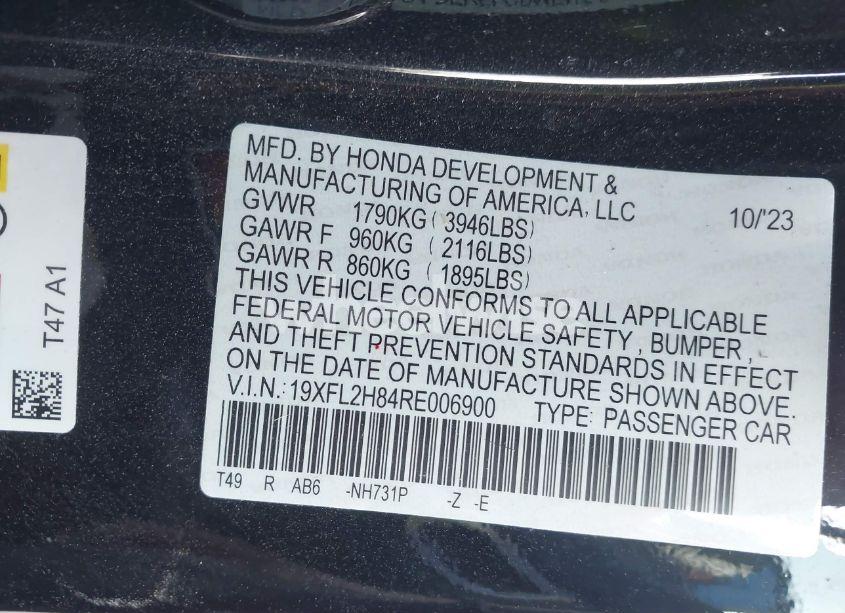 MFD. BY HONDA DEVELOPMENT &
MANUFACTURING OF AMERICA, LLC
10/'23
GVWR 1790KG ( 3946LBS)
GAWR F 960KG ( 2116LBS)
GAWR R 860KG ( 1895LBS)
THIS VEHICLE CONFORMS TO ALL APPLICABLE
FEDERAL MOTOR VEHICLE SAFETY, BUMPER,
AND THEFT PREVENTION STANDARDS IN EFFECT
ON THE DATE OF MANUFACTURE SHOWN ABOVE.
V.I.N.: 19XFL2H84RE006900 TYPE: PASSENGER CAR
T49 R AB6 -NH731P -Z -E
T47 A1